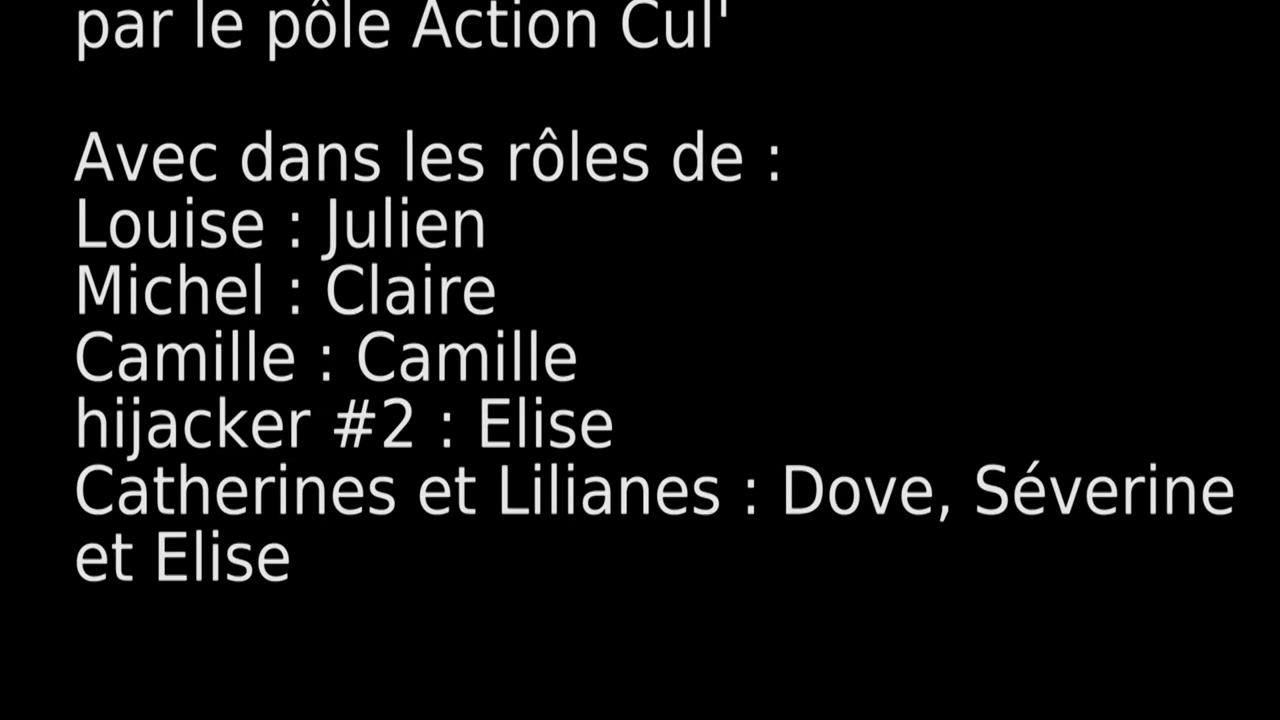 par le pôle Action Cul'
Avec dans les rôles de :
Louise : Julien
Michel : Claire
Camille : Camille
hijacker #2 : Elise
Catherines et Lilianes : Dove, Séverine
et Elise